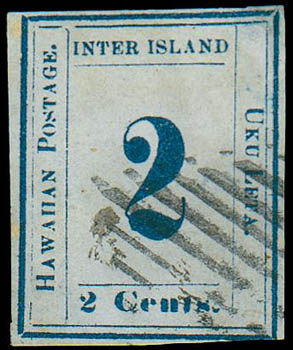 INTER ISLAND
HAWAIIAN POSTAGE.
2
UKU LETA.
2 Cents.